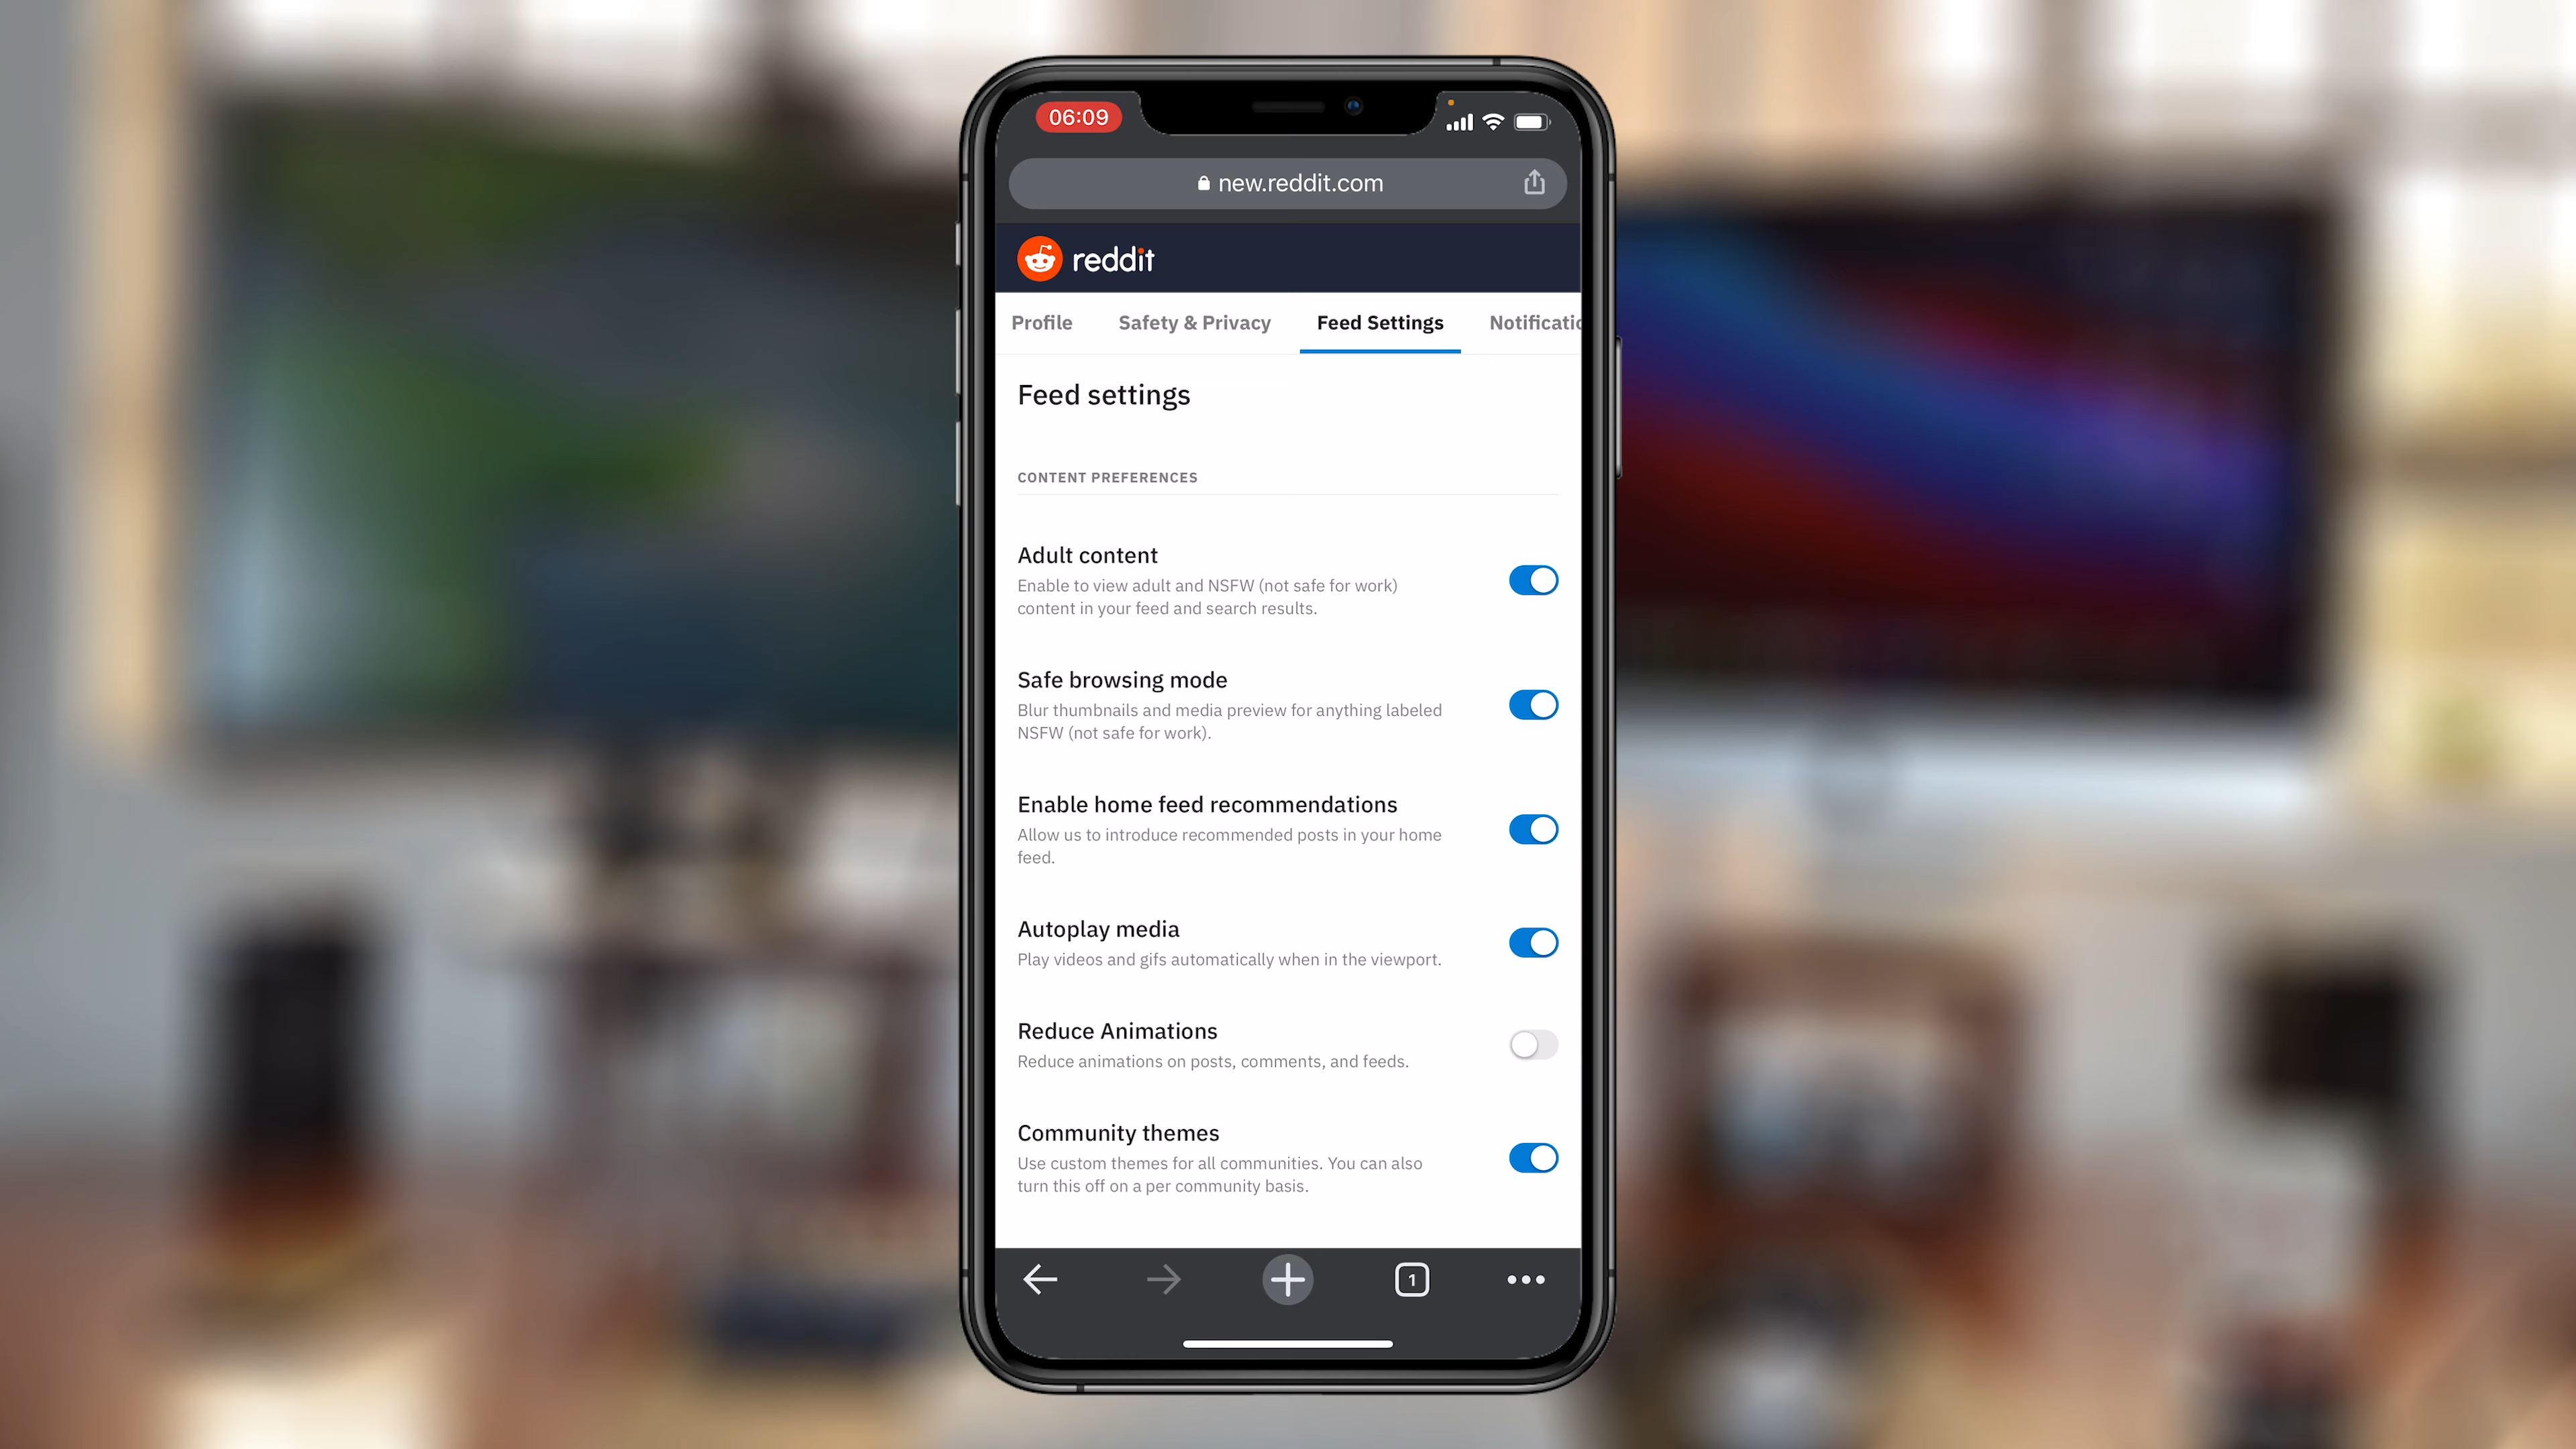 06:09
new.reddit.com
reddit
Profile Safety & Privacy Feed Settings Notificatio
Feed settings
CONTENT PREFERENCES
Adult content
Enable to view adult and NSFW (not safe for work)
content in your feed and search results.
Safe browsing mode
Blur thumbnails and media preview for anything labeled
NSFW (not safe for work).
Enable home feed recommendations
Allow us to introduce recommended posts in your home
feed.
Autoplay media
Play videos and gifs automatically when in the viewport.
Reduce Animations
Reduce animations on posts, comments, and feeds.
Community themes
Use custom themes for all communities. You can also
turn this off on a per community basis.
1